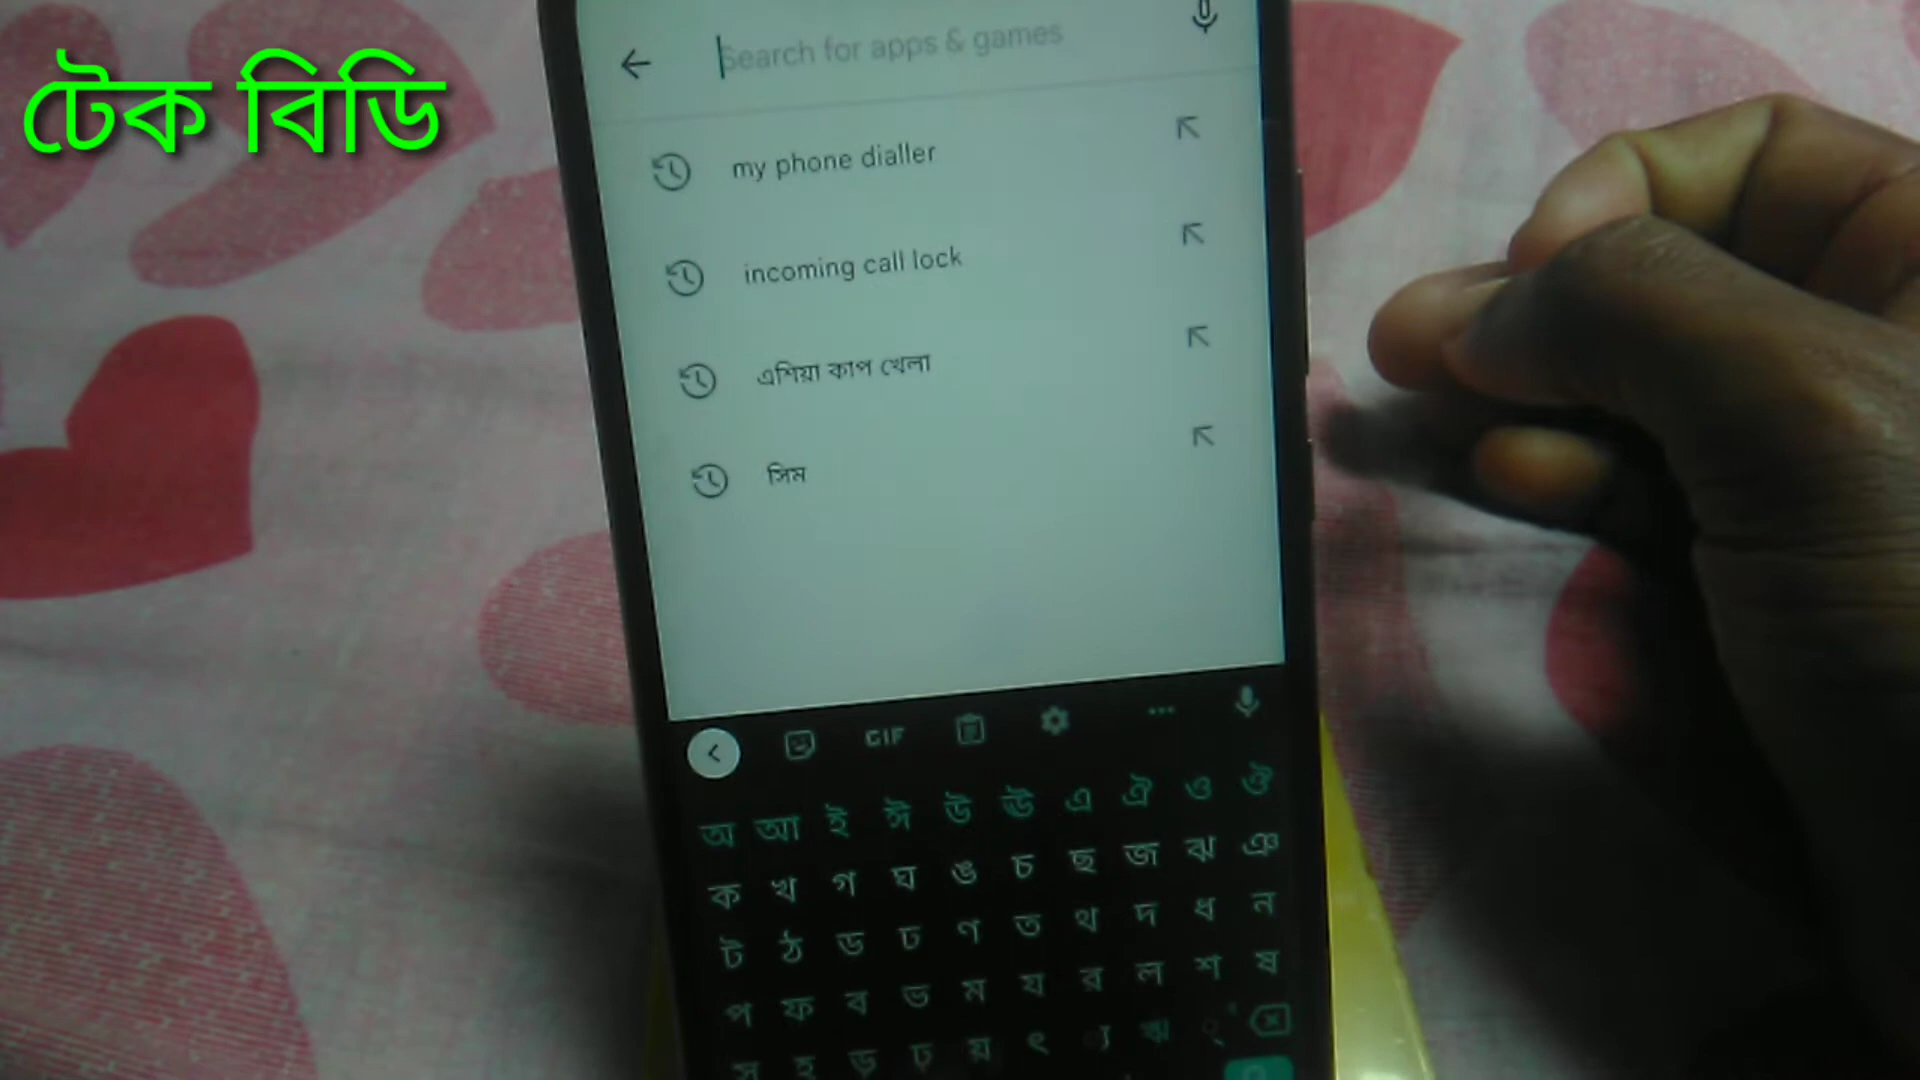 টেক বিডি
Search for apps & games
my phone dialler
incoming call lock
এশিয়া কাপ খেলা
সিম
GIF
অ আ ই ঈ উ ঊ এ ঐ ও ঔ
ক খ গ ঘ ঙ চ ছ জ ঝ ঞ
ট ঠ ড ঢ ণ ত থ দ ধ ন
প ফ ব ভ ম য র ল শ ষ
স হ ড় ঢ় য় ৎ